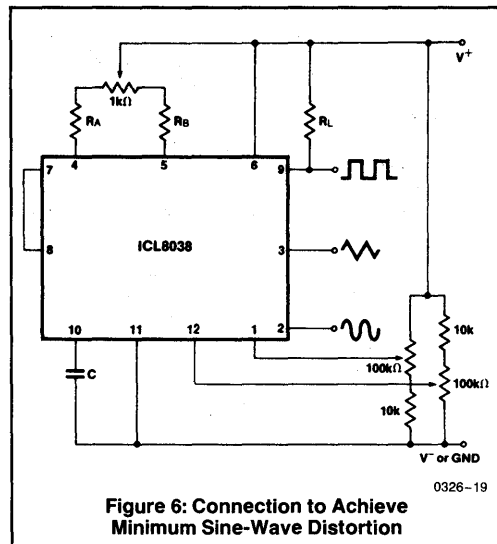 V+
1kΩ
RA
RB
RL
4
5
6
9
7
ICL8038
8
3
10
11
12
1
2
C
100kΩ
10k
10k
100kΩ
V− or GND
0326-19
Figure 6: Connection to Achieve
Minimum Sine-Wave Distortion